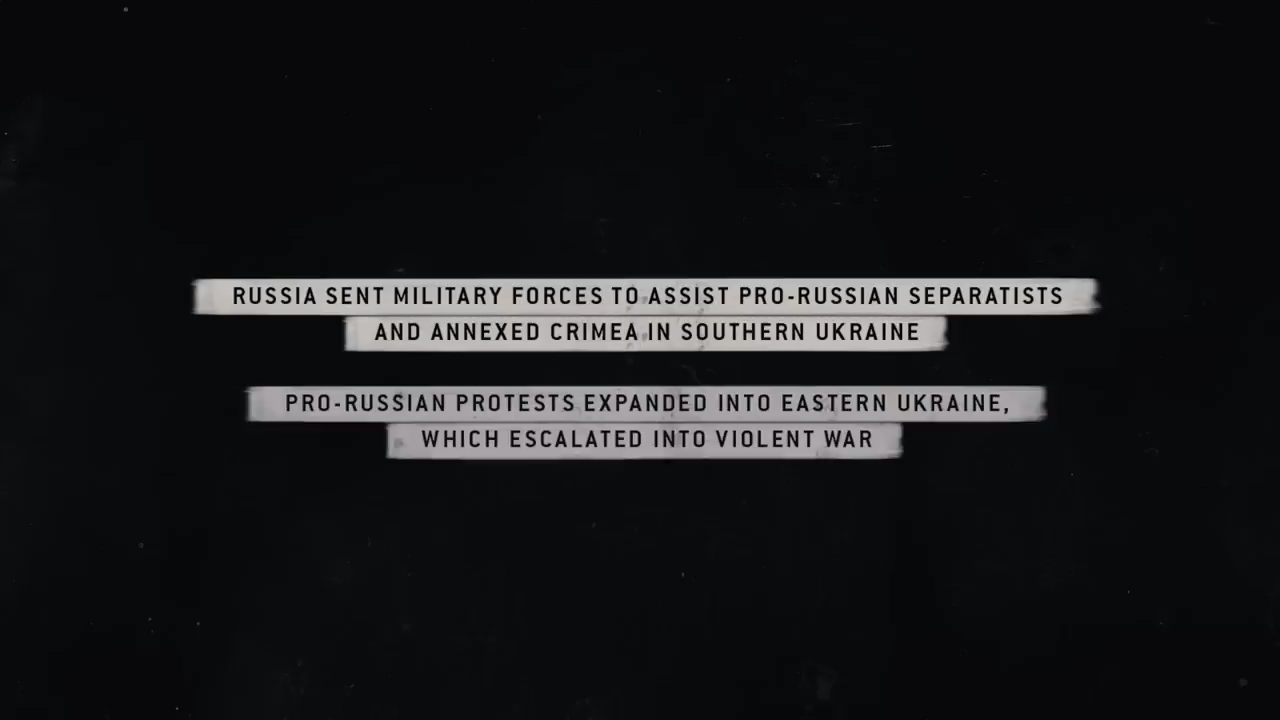 RUSSIA SENT MILITARY FORCES TO ASSIST PRO-RUSSIAN SEPARATISTS
AND ANNEXED CRIMEA IN SOUTHERN UKRAINE
PRO-RUSSIAN PROTESTS EXPANDED INTO EASTERN UKRAINE,
WHICH ESCALATED INTO VIOLENT WAR